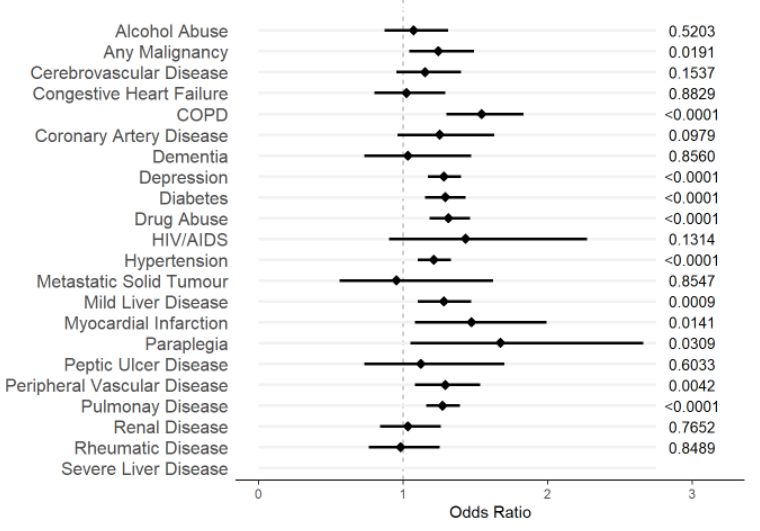 Alcohol Abuse 0.5203
Any Malignancy 0.0191
Cerebrovascular Disease 0.1537
Congestive Heart Failure 0.8829
COPD <0.0001
Coronary Artery Disease 0.0979
Dementia 0.8560
Depression <0.0001
Diabetes <0.0001
Drug Abuse <0.0001
HIV/AIDS 0.1314
Hypertension <0.0001
Metastatic Solid Tumour 0.8547
Mild Liver Disease 0.0009
Myocardial Infarction 0.0141
Paraplegia 0.0309
Peptic Ulcer Disease 0.6033
Peripheral Vascular Disease 0.0042
Pulmonay Disease <0.0001
Renal Disease 0.7652
Rheumatic Disease 0.8489
Severe Liver Disease
0 1 2 3
Odds Ratio